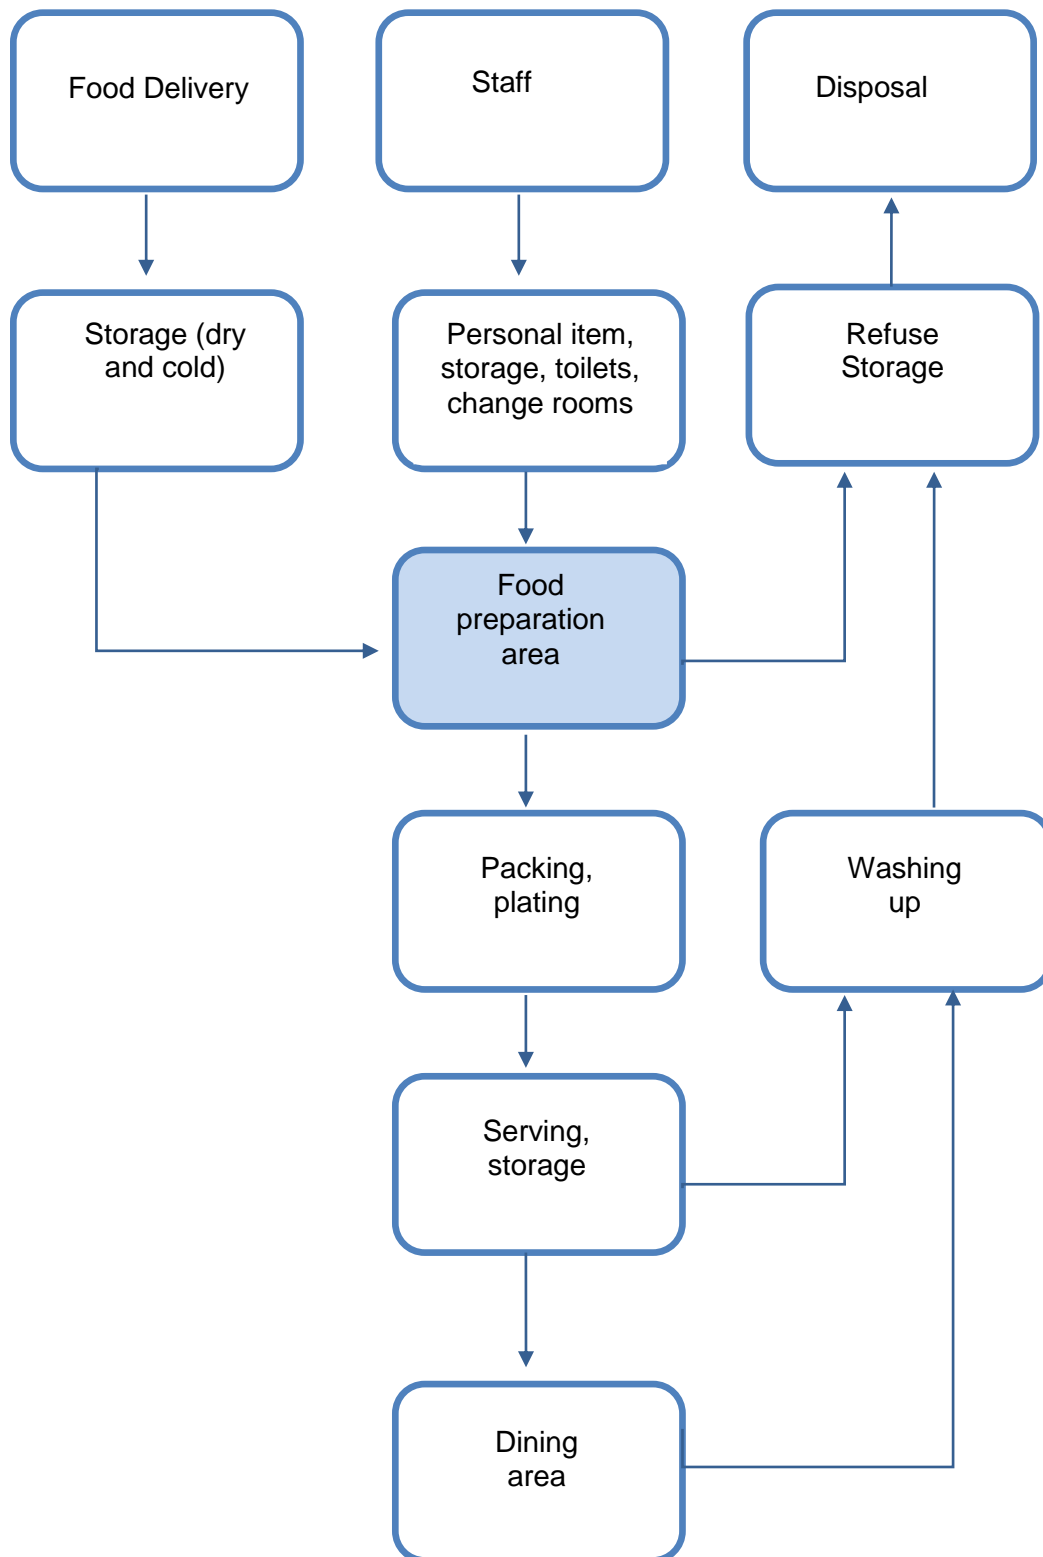 Food Delivery
Staff
Disposal
Storage (dry
and cold)
Personal item,
storage, toilets,
change rooms
Refuse
Storage
Food
preparation
area
Packing,
plating
Washing
up
Serving,
storage
Dining
area